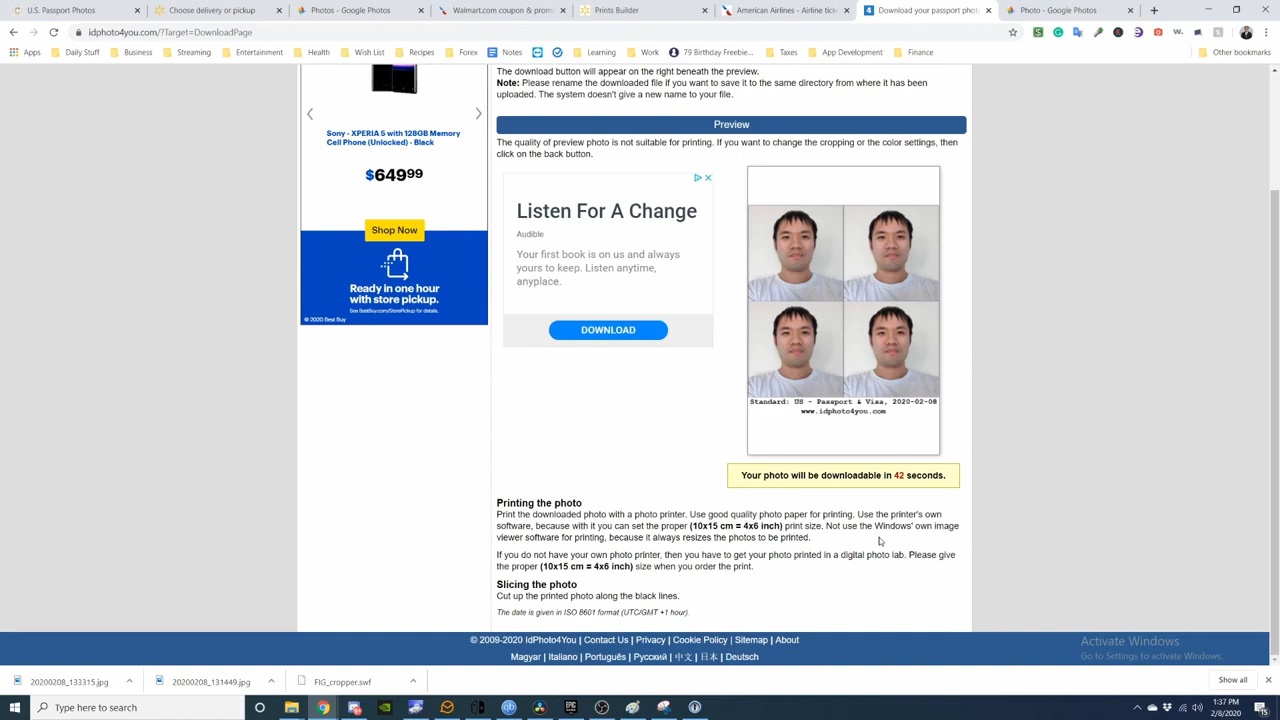 U.S. Passport Photos
Choose delivery or pickup
Photos - Google Photos
Walmart.com coupon & prom
Prints Builder
American Airlines - Airline tick
Download your passport phot
Photo - Google Photos
idphoto4you.com/?Target=DownloadPage
Apps
Daily Stuff
Business
Streaming
Entertainment
Health
Wish List
Recipes
Forex
Notes
Learning
Work
79 Birthday Freebie...
Taxes
App Development
Finance
Other bookmarks
The download button will appear on the right beneath the preview.
Note: Please rename the downloaded file if you want to save it to the same directory from where it has been
uploaded. The system doesn't give a new name to your file.
Preview
The quality of preview photo is not suitable for printing. If you want to change the cropping or the color settings, then
click on the back button.
Sony - XPERIA 5 with 128GB Memory
Cell Phone (Unlocked) - Black
$649.99
Shop Now
Ready in one hour
with store pickup.
See BestBuy.com/StorePickup for details.
© 2020 Best Buy
Listen For A Change
Audible
Your first book is on us and always
yours to keep. Listen anytime,
anyplace.
DOWNLOAD
Standard: US - Passport & Visa, 2020-02-08
www.idphoto4you.com
Your photo will be downloadable in 42 seconds.
Printing the photo
Print the downloaded photo with a photo printer. Use good quality photo paper for printing. Use the printer's own
software, because with it you can set the proper (10x15 cm = 4x6 inch) print size. Not use the Windows' own image
viewer software for printing, because it always resizes the photos to be printed.
If you do not have your own photo printer, then you have to get your photo printed in a digital photo lab. Please give
the proper (10x15 cm = 4x6 inch) size when you order the print.
Slicing the photo
Cut up the printed photo along the black lines.
The date is given in ISO 8601 format (UTC/GMT +1 hour).
© 2009-2020 IdPhoto4You | Contact Us | Privacy | Cookie Policy | Sitemap | About
Magyar | Italiano | Português | Русский | 中文 | 日本 | Deutsch
Activate Windows
Go to Settings to activate Windows.
20200208_133315.jpg
20200208_131449.jpg
FIG_cropper.swf
Show all
Type here to search
1:37 PM
2/8/2020
15